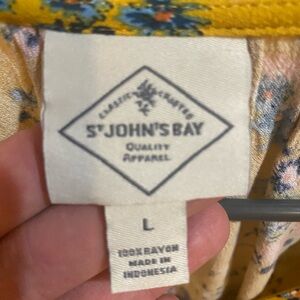 CLASSIC CRAFTED
ST JOHN'S BAY
QUALITY
APPAREL
L
100% RAYON
MADE IN
INDONESIA